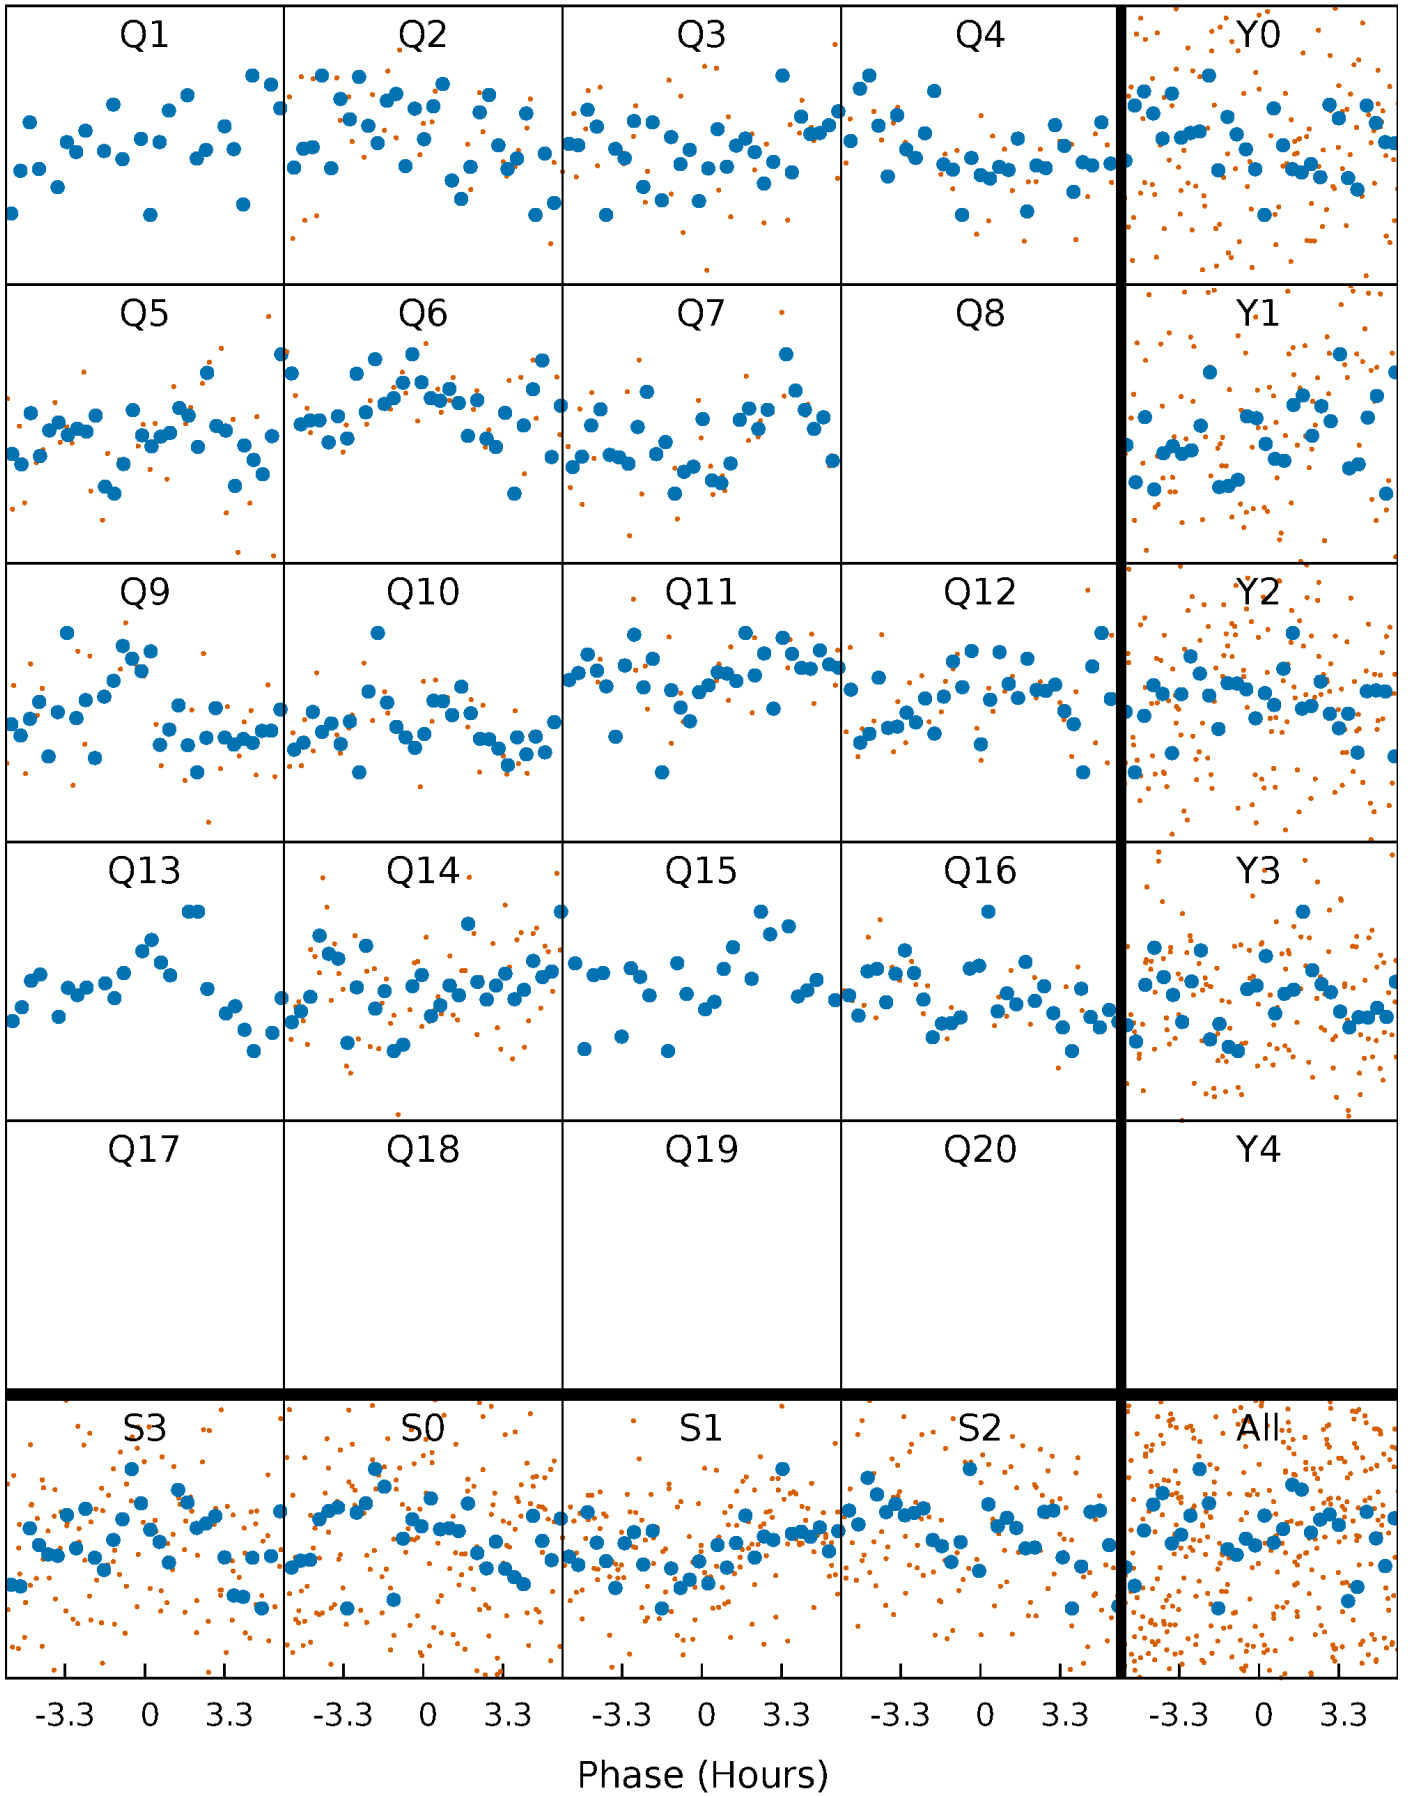 Q1 Q2 Q3 Q4 Y0
Q5 Q6 Q7 Q8 Y1
Q9 Q10 Q11 Q12 Y2
Q13 Q14 Q15 Q16 Y3
Q17 Q18 Q19 Q20 Y4
S3 S0 S1 S2 All
-3.3 0 3.3 -3.3 0 3.3 -3.3 0 3.3 -3.3 0 3.3 -3.3 0 3.3
Phase (Hours)